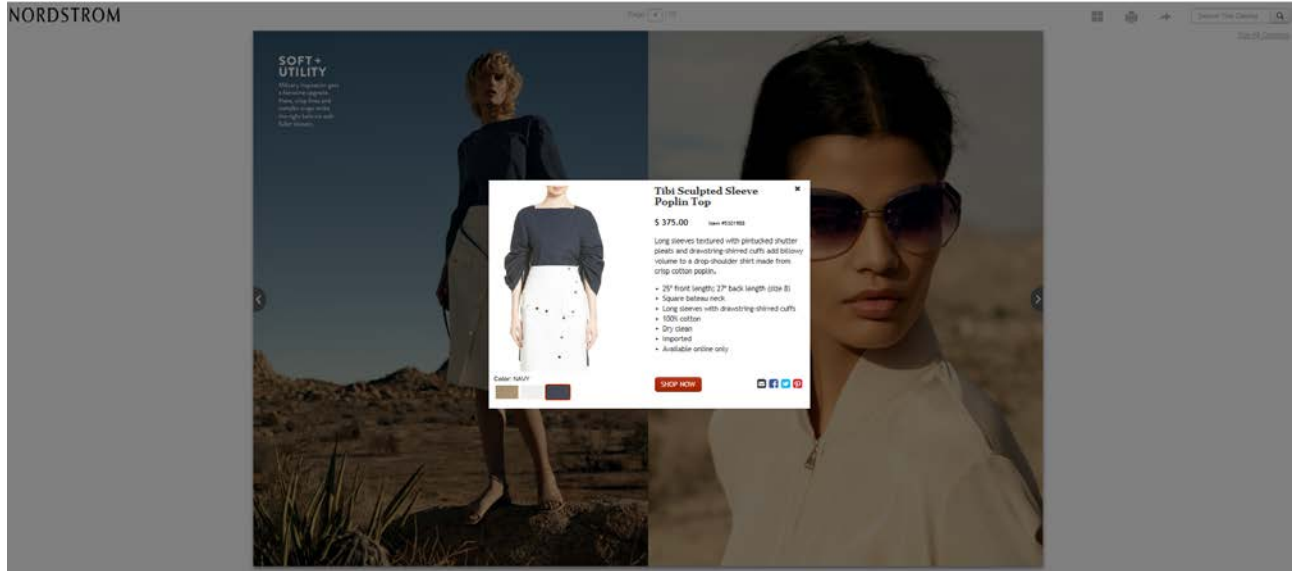 NORDSTROM
SOFT+
UTILITY
Tibi Sculpted Sleeve
Poplin Top
$ 375.00
Long sleeves textured with pintucked shutter
pleats and drawstring-shirred cuffs add billowy
volume to a drop-shoulder shirt made from
crisp cotton poplin.
+ 25" front length; 27" back length (size 8)
+ Square bateau neck
+ Long sleeves with drawstring-shirred cuffs
+ 100% cotton
+ Dry clean
+ Imported
+ Available online only
Color: NAVY
SHOP NOW